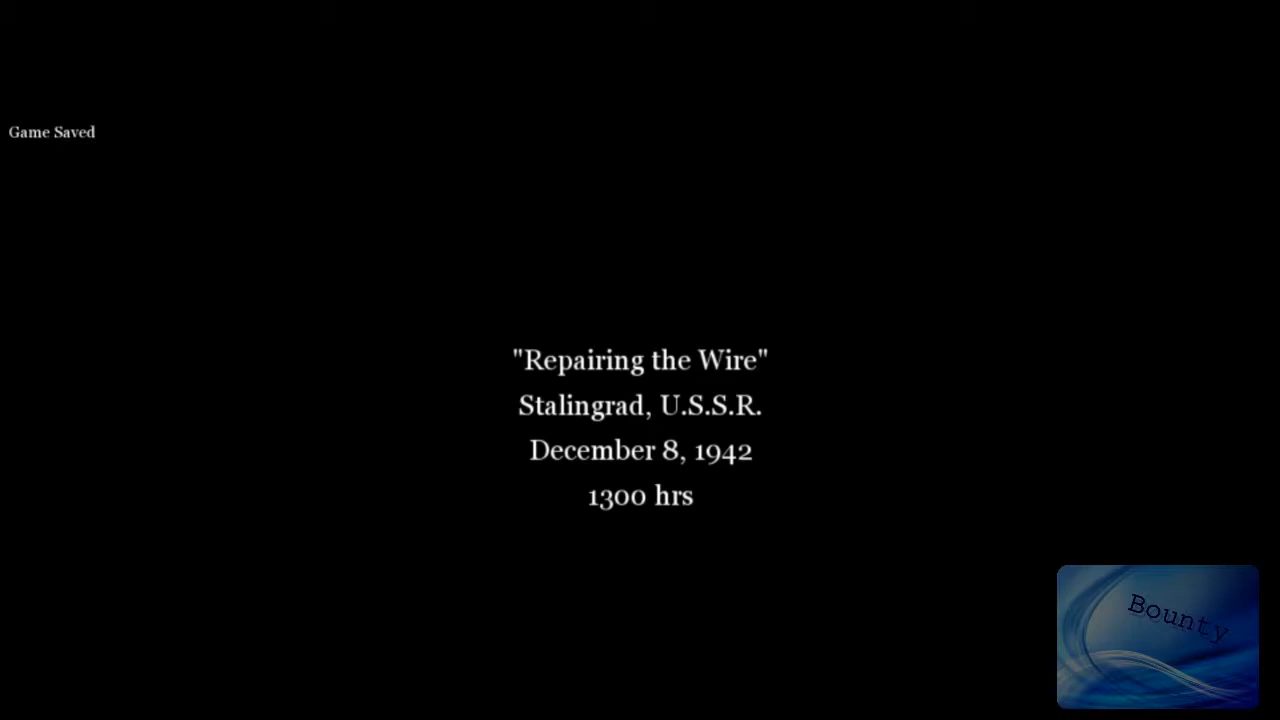 Game Saved
"Repairing the Wire"
Stalingrad, U.S.S.R.
December 8, 1942
1300 hrs
Bounty